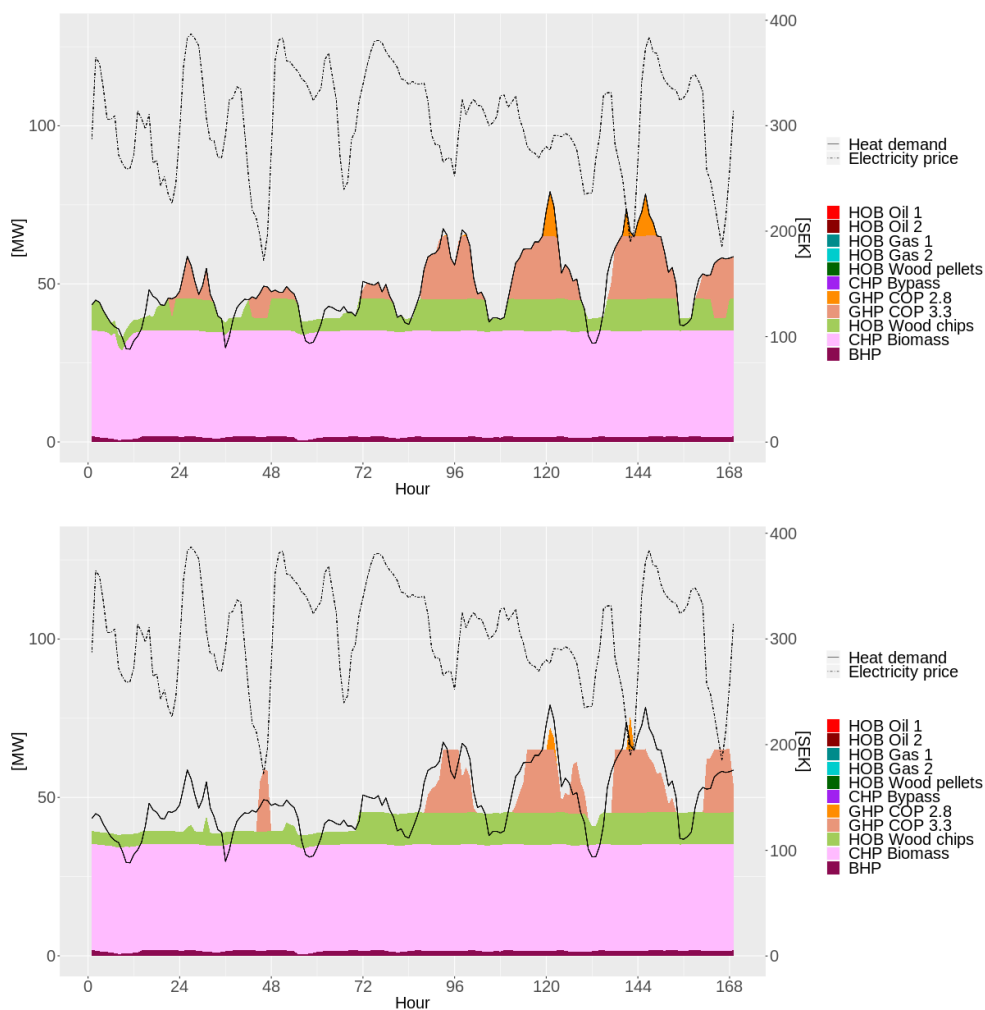 400
100
300
Heat demand
Electricity price
[MW]
[SEK]
200
HOB Oil 1
HOB Oil 2
HOB Gas 1
HOB Gas 2
HOB Wood pellets
CHP Bypass
GHP COP 2.8
GHP COP 3.3
HOB Wood chips
CHP Biomass
BHP
50
100
0
0
0 24 48 72 96 120 144 168
Hour
400
100
300
Heat demand
Electricity price
[MW]
[SEK]
200
HOB Oil 1
HOB Oil 2
HOB Gas 1
HOB Gas 2
HOB Wood pellets
CHP Bypass
GHP COP 2.8
GHP COP 3.3
HOB Wood chips
CHP Biomass
BHP
50
100
0
0
0 24 48 72 96 120 144 168
Hour